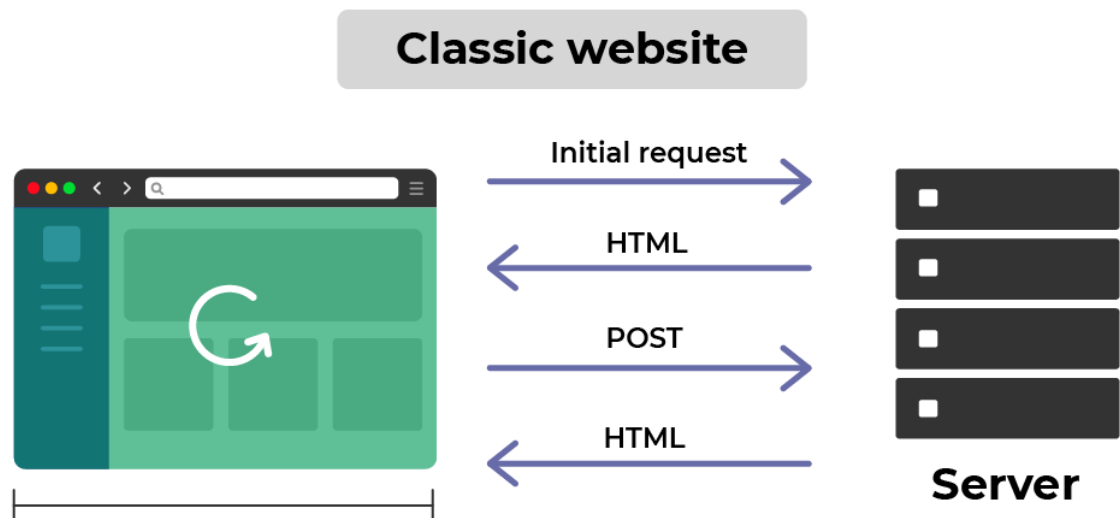 Classic website
Initial request
HTML
POST
HTML
Server